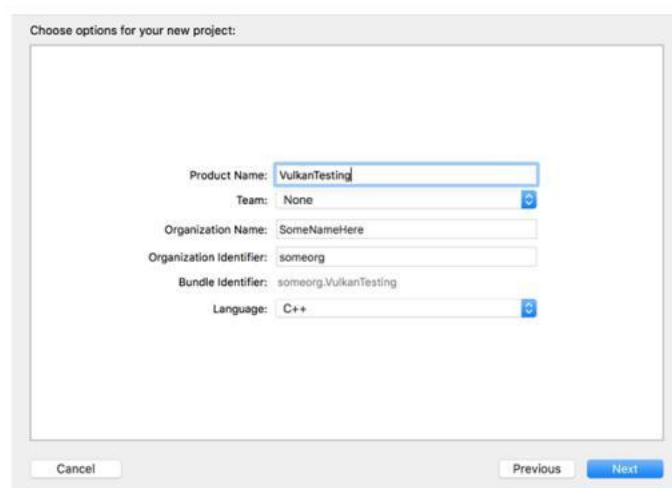 Choose options for your new project:
Product Name: VulkanTesting
Team: None
Organization Name: SomeNameHere
Organization Identifier: someorg
Bundle Identifier: someorg.VulkanTesting
Language: C++
Cancel Previous Next